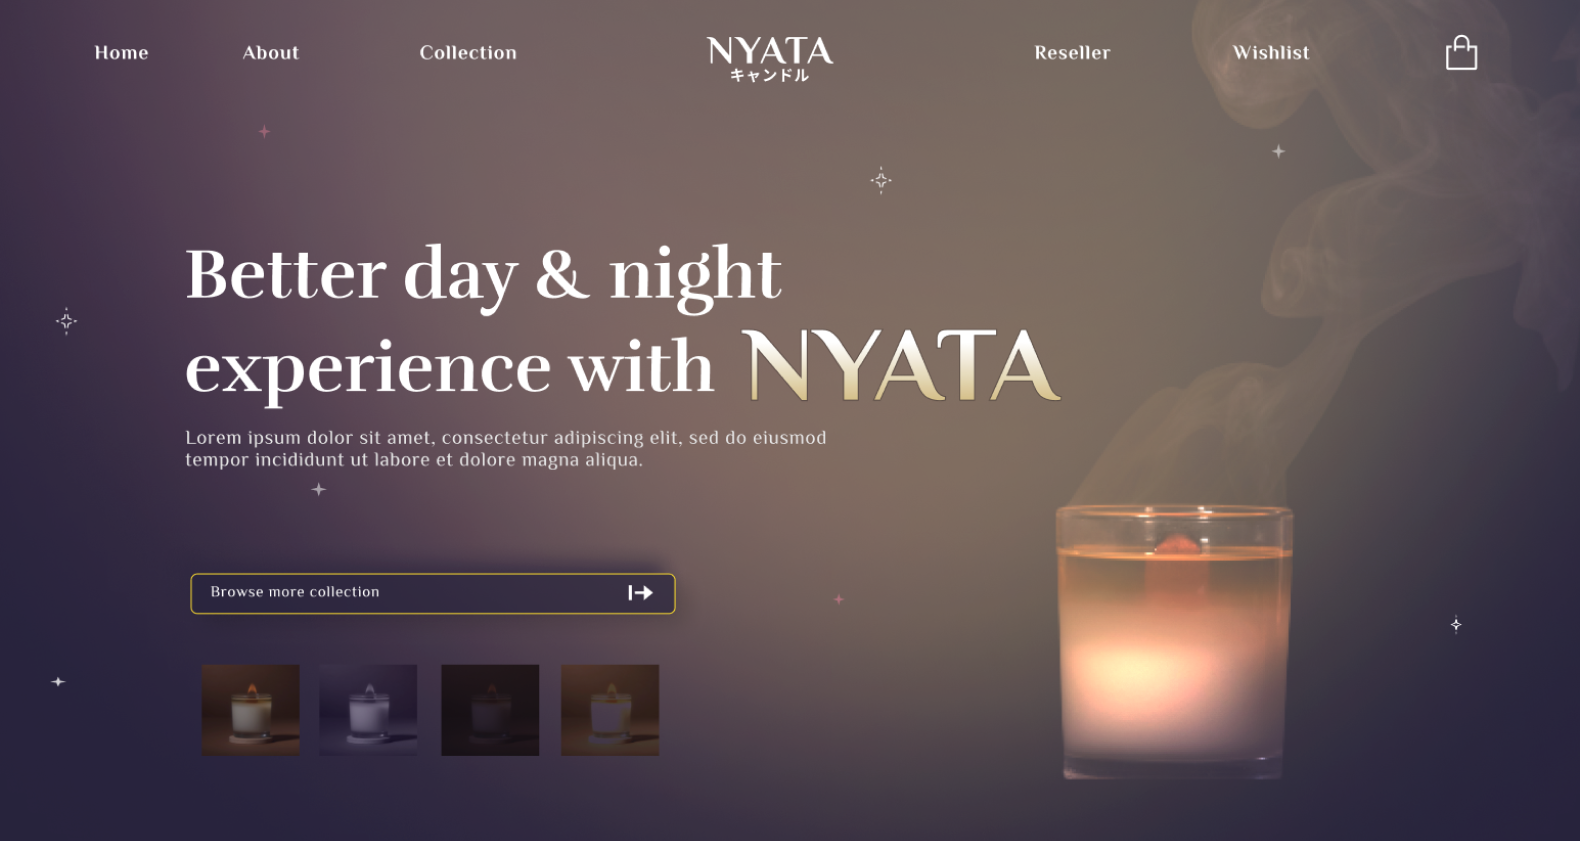 Home About Collection NYATA Reseller Wishlist
キャンドル
Better day & night
experience with NYATA
Lorem ipsum dolor sit amet, consectetur adipiscing elit, sed do eiusmod
tempor incididunt ut labore et dolore magna aliqua.
Browse more collection